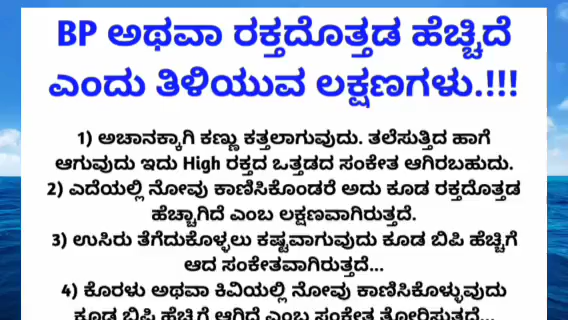 BP ಅಥವಾ ರಕ್ತದೊತ್ತಡ ಹೆಚ್ಚಿದೆ
ಎಂದು ತಿಳಿಯುವ ಲಕ್ಷಣಗಳು.!!!
1) ಅಚಾನಕ್ಕಾಗಿ ಕಣ್ಣು ಕತ್ತಲಾಗುವುದು. ತಲೆಸುತ್ತಿದ ಹಾಗೆ
ಆಗುವುದು ಇದು High ರಕ್ತದ ಒತ್ತಡದ ಸಂಕೇತ ಆಗಿರಬಹುದು.
2) ಎದೆಯಲ್ಲಿ ನೋವು ಕಾಣಿಸಿಕೊಂಡರೆ ಅದು ಕೂಡ ರಕ್ತದೊತ್ತಡ
ಹೆಚ್ಚಾಗಿದೆ ಎಂಬ ಲಕ್ಷಣವಾಗಿರುತ್ತದೆ.
3) ಉಸಿರು ತೆಗೆದುಕೊಳ್ಳಲು ಕಷ್ಟವಾಗುವುದು ಕೂಡ ಬಿಪಿ ಹೆಚ್ಚಿಗೆ
ಆದ ಸಂಕೇತವಾಗಿರುತ್ತದೆ...
4) ಕೊರಳು ಅಥವಾ ಕಿವಿಯಲ್ಲಿ ನೋವು ಕಾಣಿಸಿಕೊಳ್ಳುವುದು
ಕೂಡ ಬಿಪಿ ಹೆಚ್ಚಿಗೆ ಆಗಿದೆ ಎಂಬ ಸಂಕೇತ ತೋರಿಸುತ್ತದೆ...